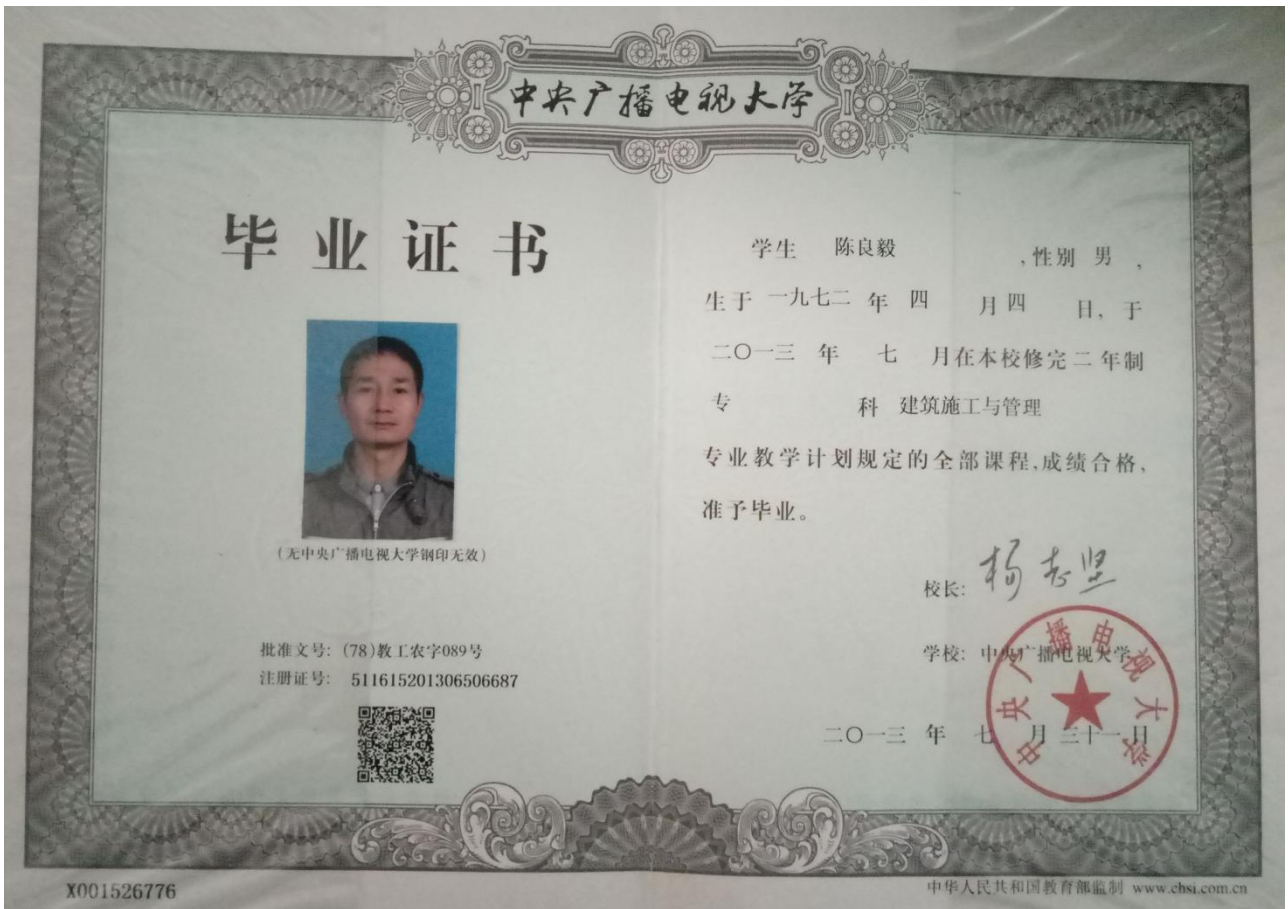 中央广播电视大学
毕业证书
(无中央广播电视大学钢印无效)
批准文号: (78)教工农字089号
注册证号: 511615201306506687
学生 陈良毅 ,性别 男 ,
生于 一九七二 年 四 月 四 日, 于
二〇一三 年 七 月在本校修完 二 年制
专 科 建筑施工与管理
专业教学计划规定的全部课程,成绩合格,
准予毕业。
校长: 杨志坚
学校: 中央广播电视大学
中央广播电视大学
二〇一三 年 七 月 三十一 日
X001526776
中华人民共和国教育部监制 www.chsi.com.cn